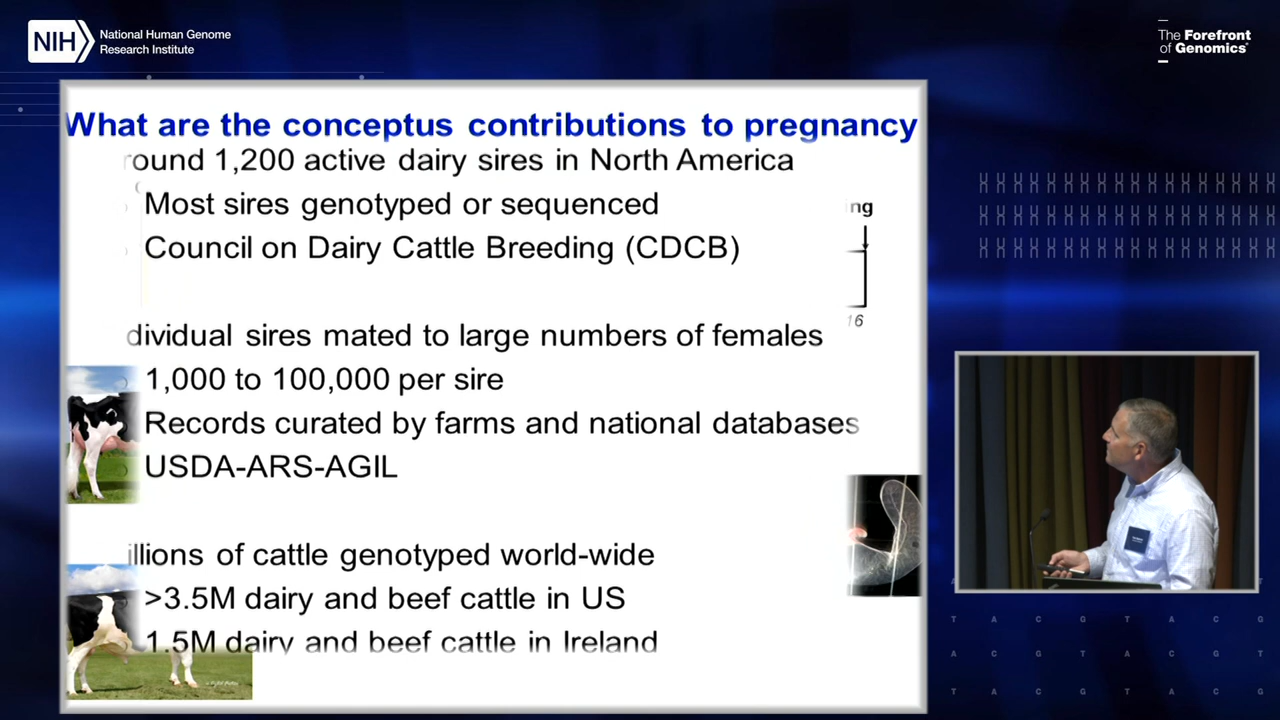 NIH
National Human Genome
Research Institute
The Forefront
of Genomics
What are the conceptus contributions to pregnancy
round 1,200 active dairy sires in North America
Most sires genotyped or sequenced
ng
Council on Dairy Cattle Breeding (CDCB)
16
dividual sires mated to large numbers of females
1,000 to 100,000 per sire
Records curated by farms and national databases
USDA-ARS-AGIL
illions of cattle genotyped world-wide
>3.5M dairy and beef cattle in US
1.5M dairy and beef cattle in Ireland
T A C G T A C G
A C G T A C G T
T A C G T A C G